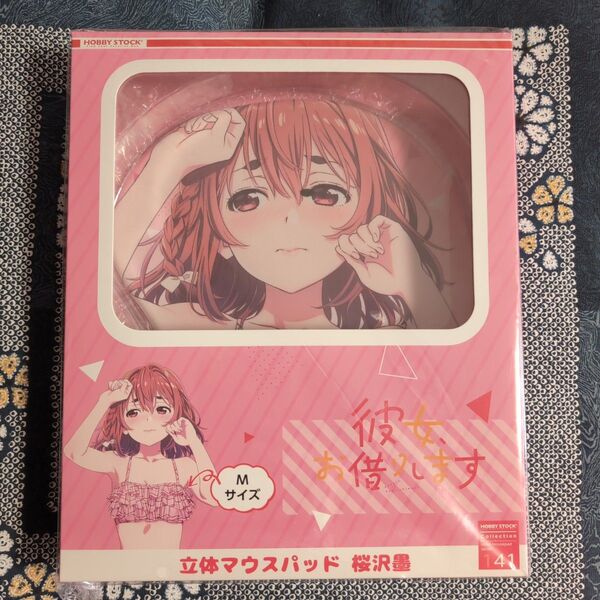 HOBBY STOCK
彼女、
お借りします
M
サイズ
HOBBY STOCK
Collection
141
立体マウスパッド 桜沢墨